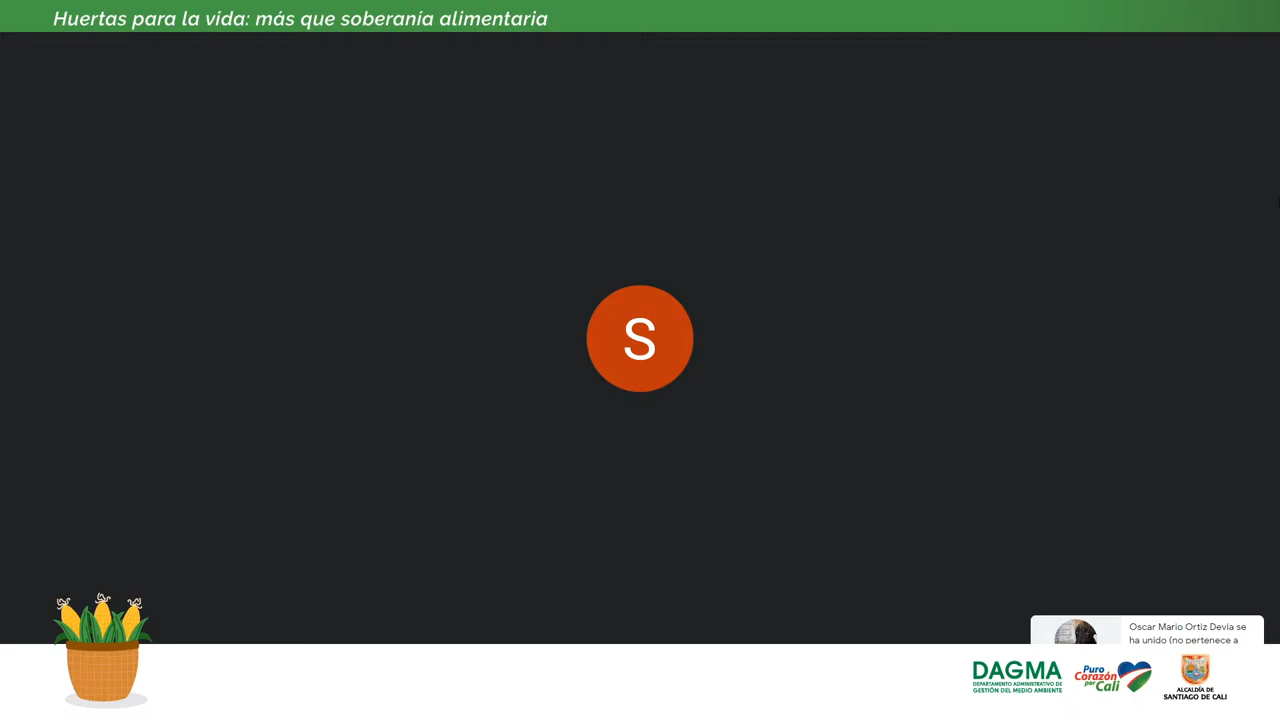 Huertas para la vida: más que soberanía alimentaria
S
Oscar Mario Ortiz Devia se
ha unido (no pertenece a
DAGMA
DEPARTAMENTO ADMINISTRATIVO DE
GESTIÓN DEL MEDIO AMBIENTE
Puro
Corazón
por Cali
ALCALDÍA DE
SANTIAGO DE CALI